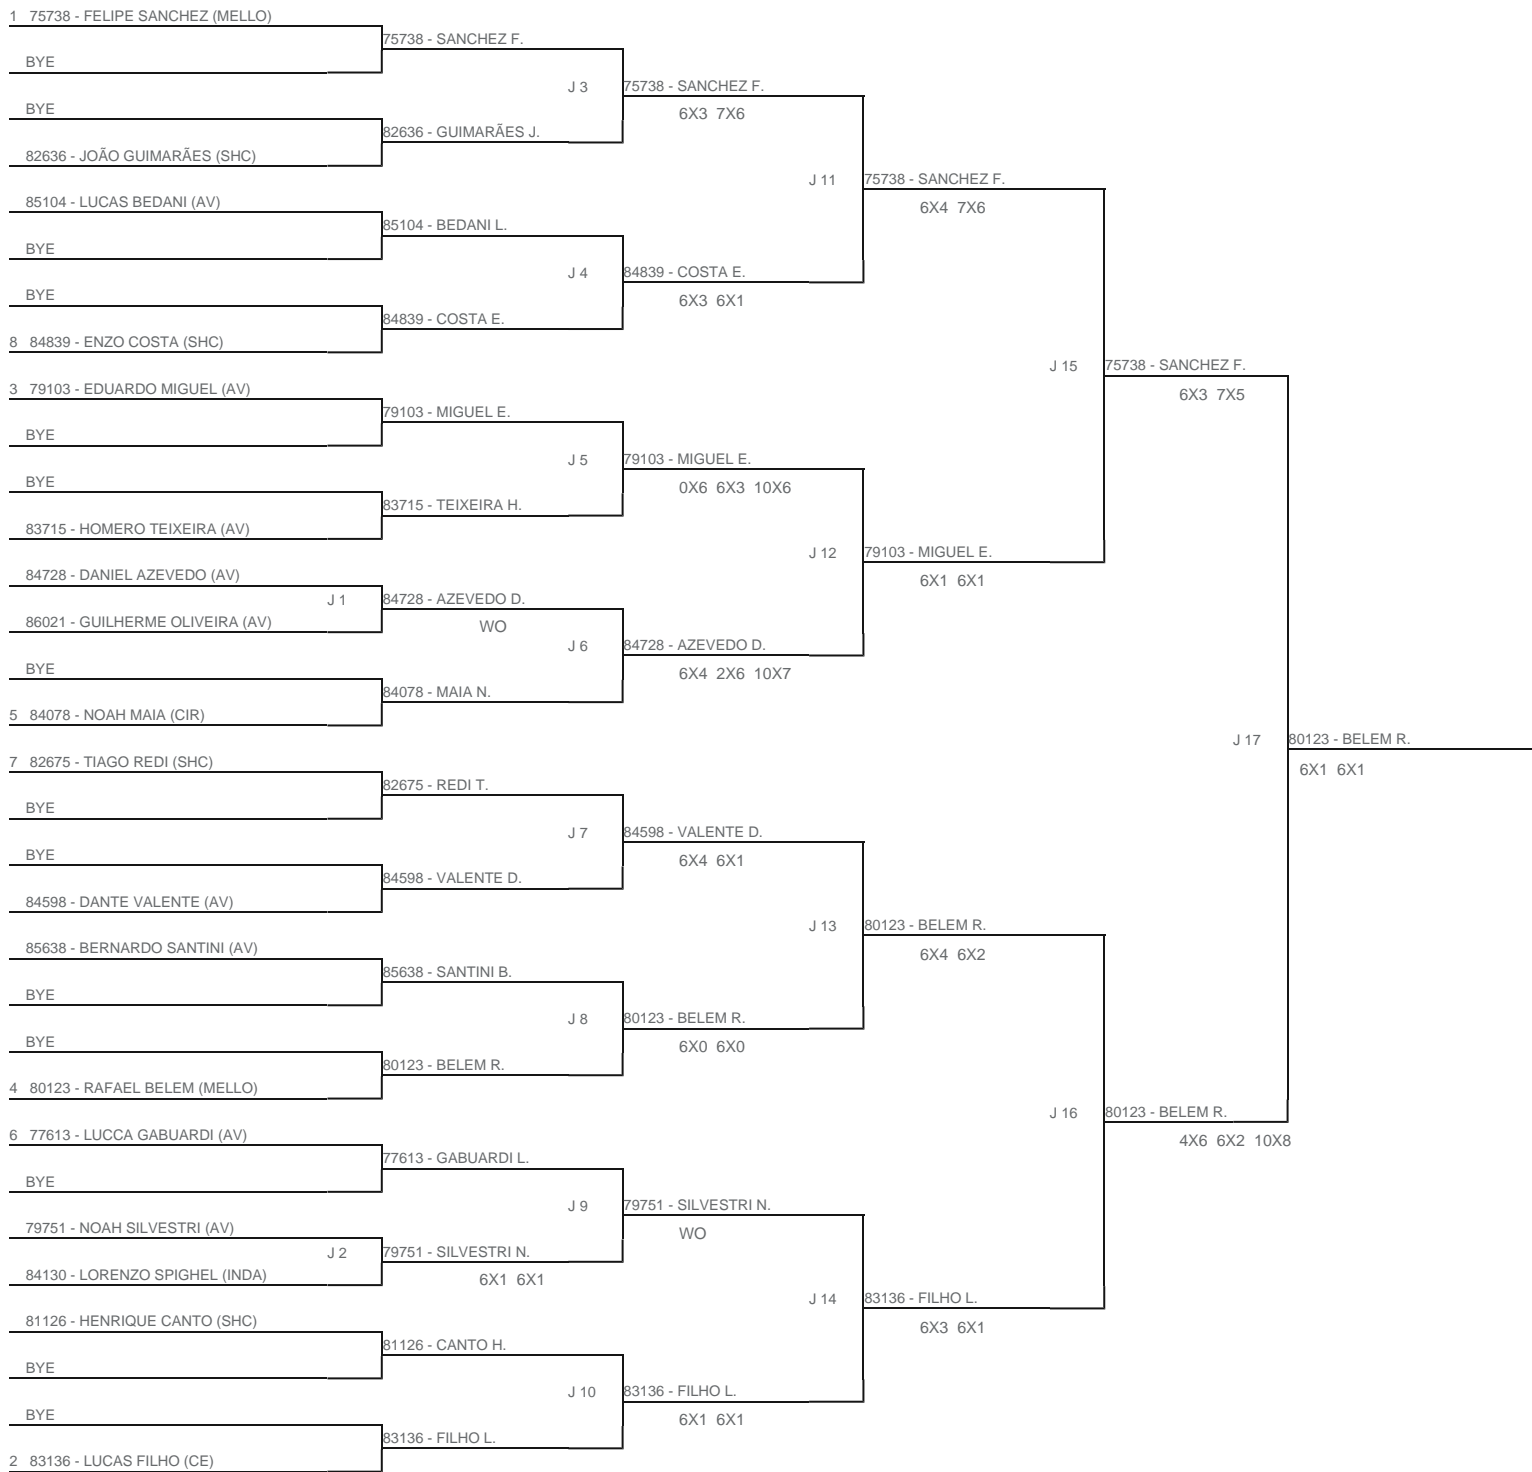 1 75738 - FELIPE SANCHEZ (MELLO)
75738 - SANCHEZ F.
BYE
J 3
75738 - SANCHEZ F.
BYE
6X3 7X6
82636 - GUIMARÃES J.
82636 - JOÃO GUIMARÃES (SHC)
J 11
75738 - SANCHEZ F.
85104 - LUCAS BEDANI (AV)
6X4 7X6
85104 - BEDANI L.
BYE
J 4
84839 - COSTA E.
BYE
6X3 6X1
84839 - COSTA E.
8 84839 - ENZO COSTA (SHC)
J 15
75738 - SANCHEZ F.
3 79103 - EDUARDO MIGUEL (AV)
6X3 7X5
79103 - MIGUEL E.
BYE
J 5
79103 - MIGUEL E.
BYE
0X6 6X3 10X6
83715 - TEIXEIRA H.
83715 - HOMERO TEIXEIRA (AV)
J 12
79103 - MIGUEL E.
84728 - DANIEL AZEVEDO (AV)
6X1 6X1
J 1
84728 - AZEVEDO D.
86021 - GUILHERME OLIVEIRA (AV)
WO
J 6
84728 - AZEVEDO D.
BYE
6X4 2X6 10X7
84078 - MAIA N.
5 84078 - NOAH MAIA (CIR)
J 17
80123 - BELEM R.
7 82675 - TIAGO REDI (SHC)
6X1 6X1
82675 - REDI T.
BYE
J 7
84598 - VALENTE D.
BYE
6X4 6X1
84598 - VALENTE D.
84598 - DANTE VALENTE (AV)
J 13
80123 - BELEM R.
85638 - BERNARDO SANTINI (AV)
6X4 6X2
85638 - SANTINI B.
BYE
J 8
80123 - BELEM R.
BYE
6X0 6X0
80123 - BELEM R.
4 80123 - RAFAEL BELEM (MELLO)
J 16
80123 - BELEM R.
6 77613 - LUCCA GABUARDI (AV)
4X6 6X2 10X8
77613 - GABUARDI L.
BYE
J 9
79751 - SILVESTRI N.
79751 - NOAH SILVESTRI (AV)
WO
J 2
79751 - SILVESTRI N.
84130 - LORENZO SPIGHEL (INDA)
6X1 6X1
J 14
83136 - FILHO L.
81126 - HENRIQUE CANTO (SHC)
6X3 6X1
81126 - CANTO H.
BYE
J 10
83136 - FILHO L.
BYE
6X1 6X1
83136 - FILHO L.
2 83136 - LUCAS FILHO (CE)